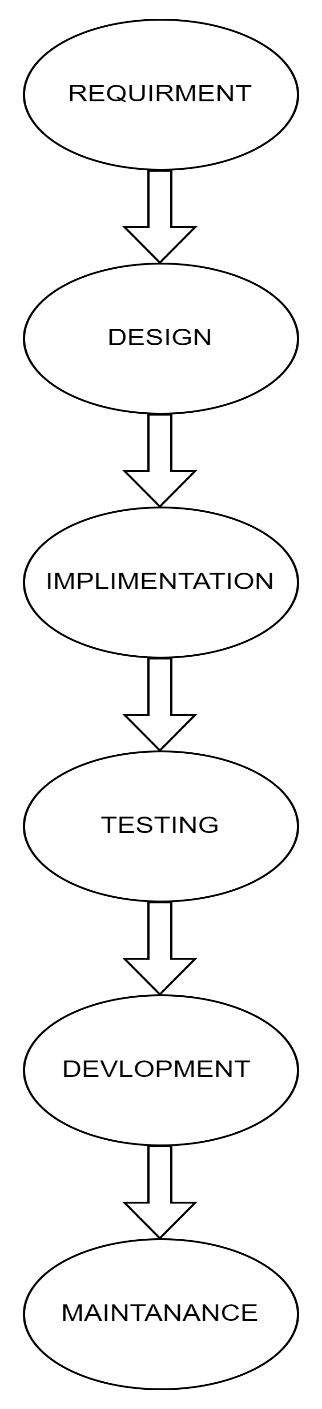 REQUIRMENT
DESIGN
IMPLIMENTATION
TESTING
DEVLOPMENT
MAINTANANCE